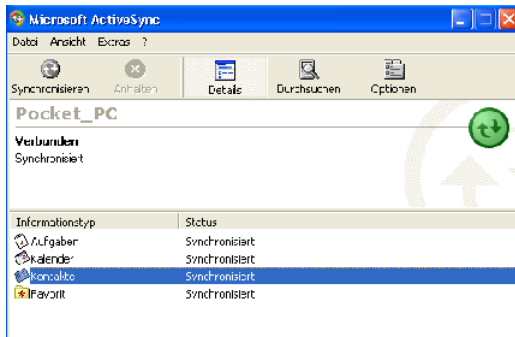 Microsoft ActiveSync
Datei Ansicht Extras ?
Synchronisieren Anhalten Details Durchsuchen Optionen
Pocket_PC
Verbunden
Synchronisiert
Informationstyp Status
Aufgaben Synchronisiert
Kalender Synchronisiert
Kontakte Synchronisiert
Favorit Synchronisiert